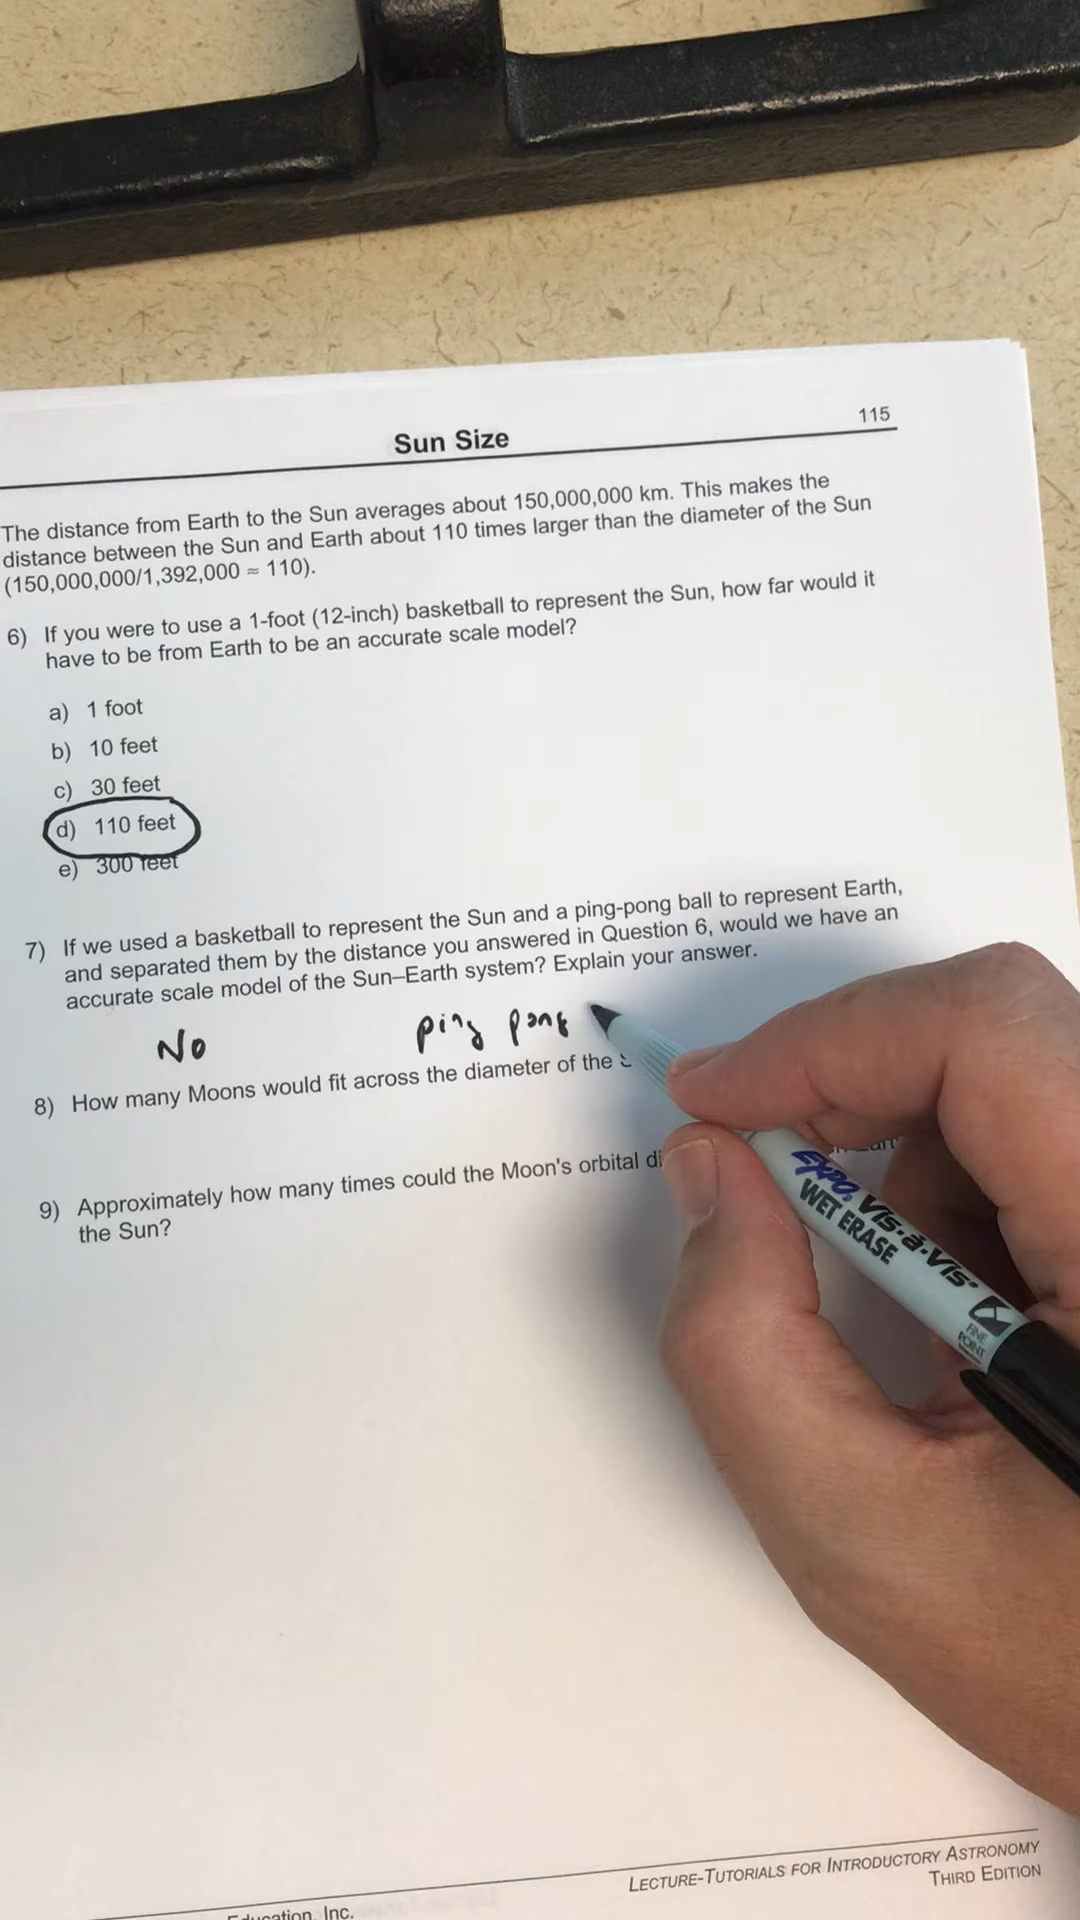 Sun Size
115
The distance from Earth to the Sun averages about 150,000,000 km. This makes the
distance between the Sun and Earth about 110 times larger than the diameter of the Sun
(150,000,000/1,392,000 ≈ 110).
6) If you were to use a 1-foot (12-inch) basketball to represent the Sun, how far would it
have to be from Earth to be an accurate scale model?
a) 1 foot
b) 10 feet
c) 30 feet
d) 110 feet
e) 300 feet
7) If we used a basketball to represent the Sun and a ping-pong ball to represent Earth,
and separated them by the distance you answered in Question 6, would we have an
accurate scale model of the Sun–Earth system? Explain your answer.
No ping pong
8) How many Moons would fit across the diameter of the
9) Approximately how many times could the Moon's orbital
the Sun?
EXPO Vis-à-Vis
WET ERASE
FINE
POINT
LECTURE-TUTORIALS FOR INTRODUCTORY ASTRONOMY
THIRD EDITION
Education, Inc.